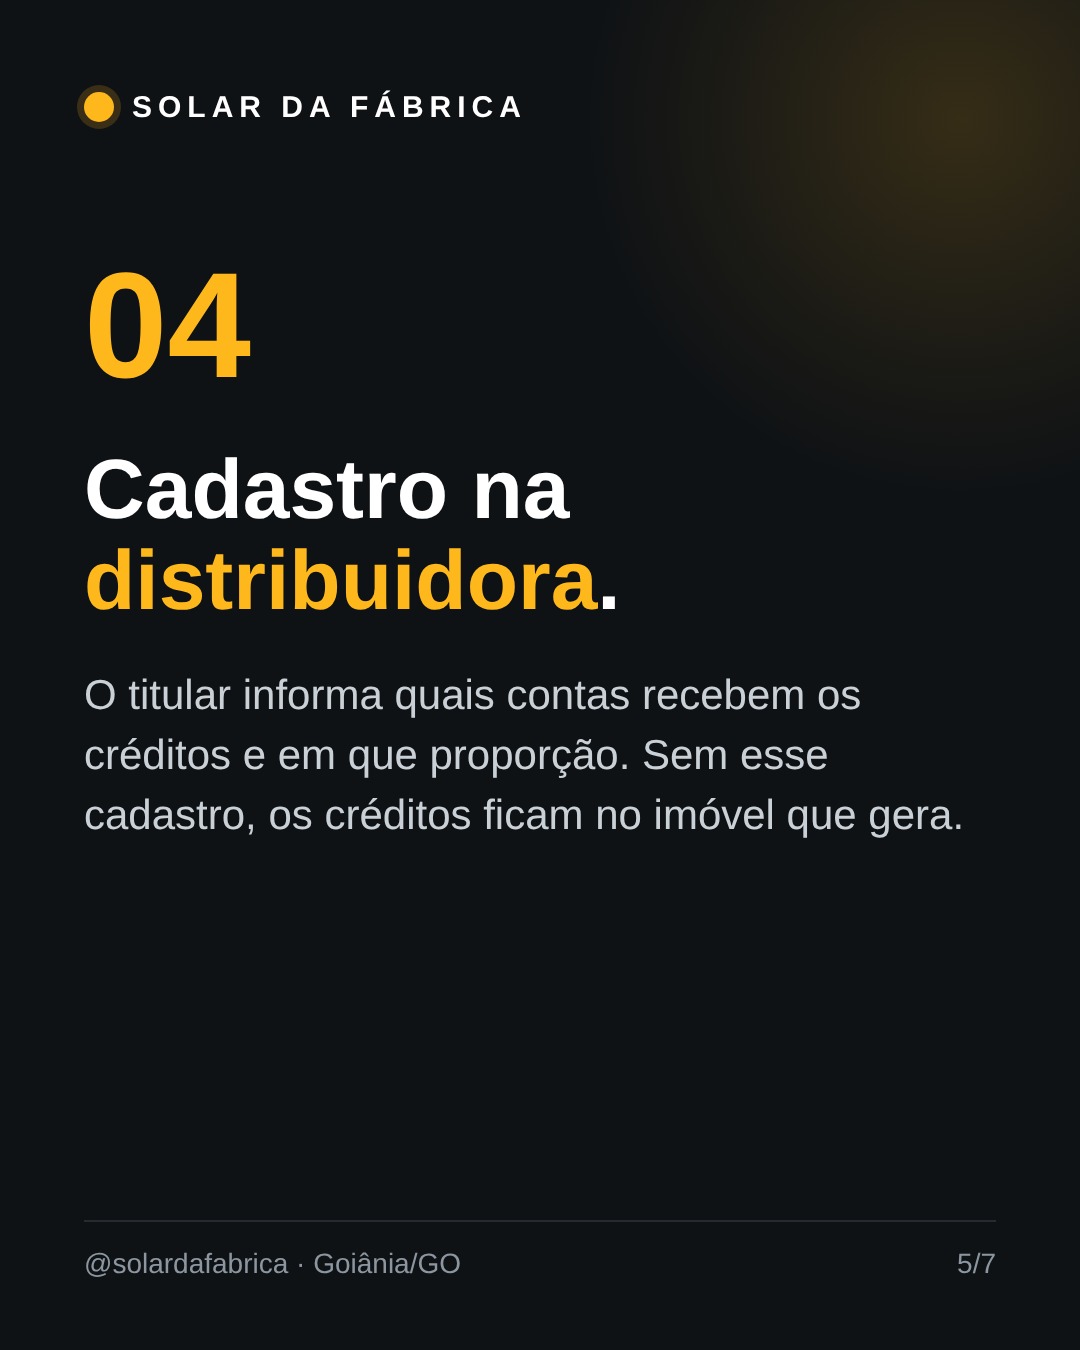 SOLAR DA FÁBRICA
04
Cadastro na
distribuidora.
O titular informa quais contas recebem os
créditos e em que proporção. Sem esse
cadastro, os créditos ficam no imóvel que gera.
@solardafabrica · Goiânia/GO
5/7